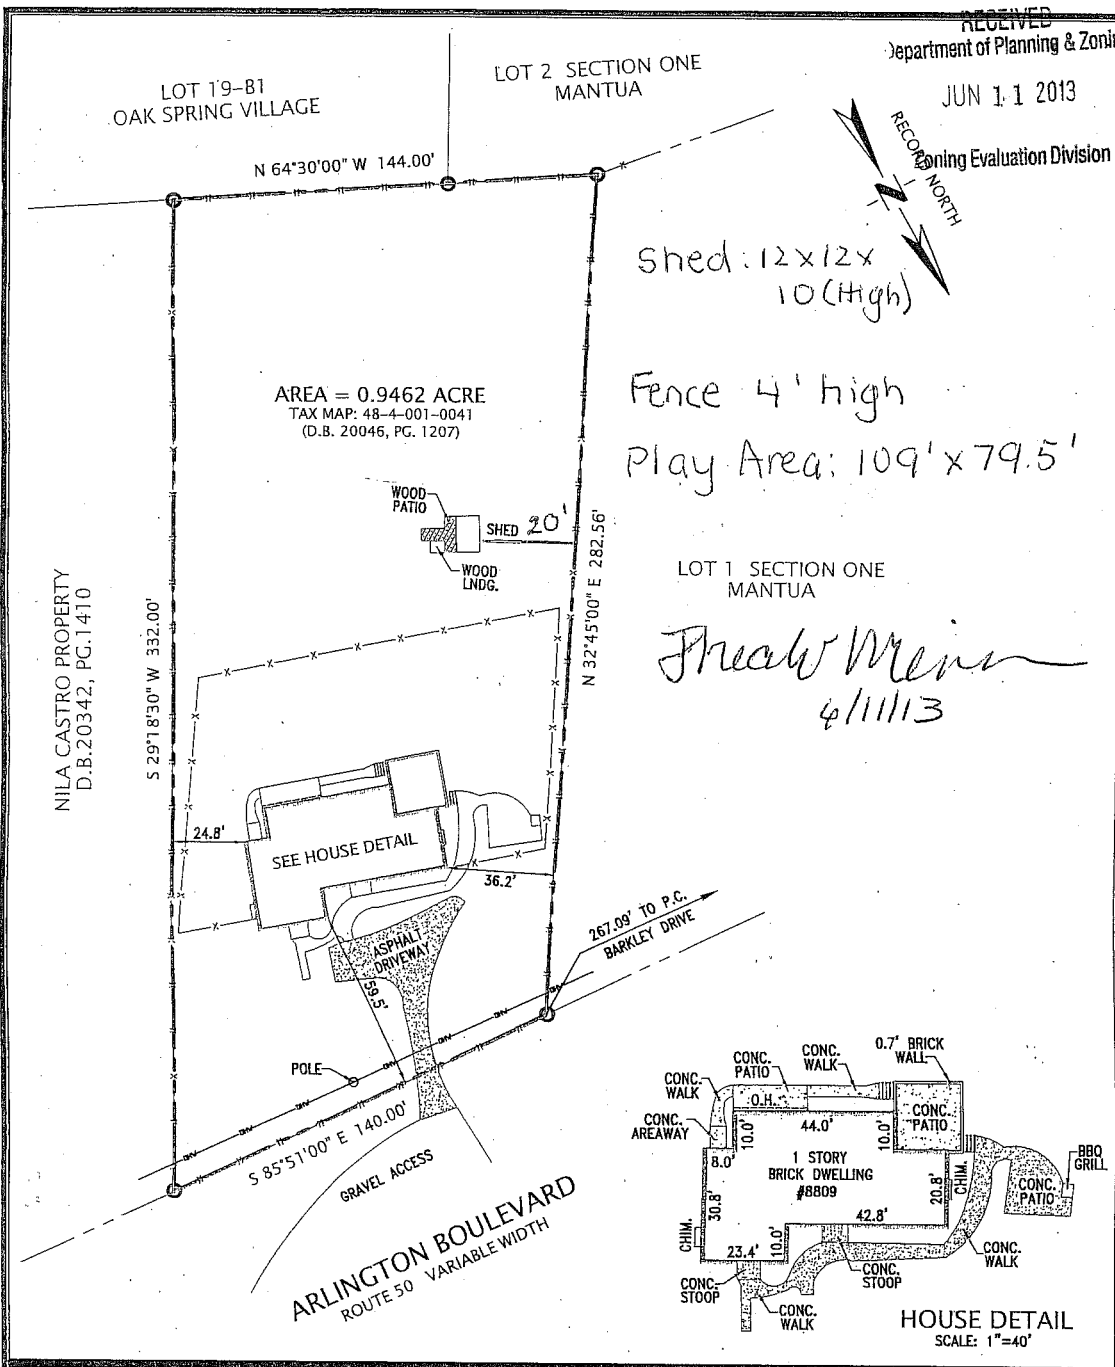 RECEIVED
Department of Planning & Zoni
JUN 11 2013
Zoning Evaluation Division
LOT 19-B1
OAK SPRING VILLAGE
LOT 2 SECTION ONE
MANTUA
RECORD NORTH
N 64°30'00" W 144.00'
Shed: 12x12x
10 (High)
Fence 4' high
Play Area: 109' x 79.5'
AREA = 0.9462 ACRE
TAX MAP: 48-4-001-0041
(D.B. 20046, PG. 1207)
WOOD
PATIO
SHED 20'
WOOD
LNDG.
N 32°45'00" E 282.56'
LOT 1 SECTION ONE
MANTUA
6/11/13
NILA CASTRO PROPERTY
D.B.20342, PG.1410
S 29°18'30" W 332.00'
24.8'
SEE HOUSE DETAIL
36.2'
ASPHALT
DRIVEWAY
59.5'
267.09' TO P.C.
BARKLEY DRIVE
OHV
OHV
OHV
OHV
OHV
POLE
S 85°51'00" E 140.00'
GRAVEL ACCESS
ARLINGTON BOULEVARD
ROUTE 50 VARIABLE WIDTH
CONC.
PATIO
CONC.
WALK
0.7' BRICK
WALL
CONC.
WALK
O.H.
CONC.
PATIO
CONC.
AREAWAY
10.0'
44.0'
10.0'
8.0'
1 STORY
BRICK DWELLING
#8809
30.8'
20.8'
CHIM.
BBQ
GRILL
CONC.
PATIO
42.8'
CHIM.
23.4'
10.0'
CONC.
STOOP
CONC.
WALK
CONC.
STOOP
CONC.
WALK
HOUSE DETAIL
SCALE: 1"=40'